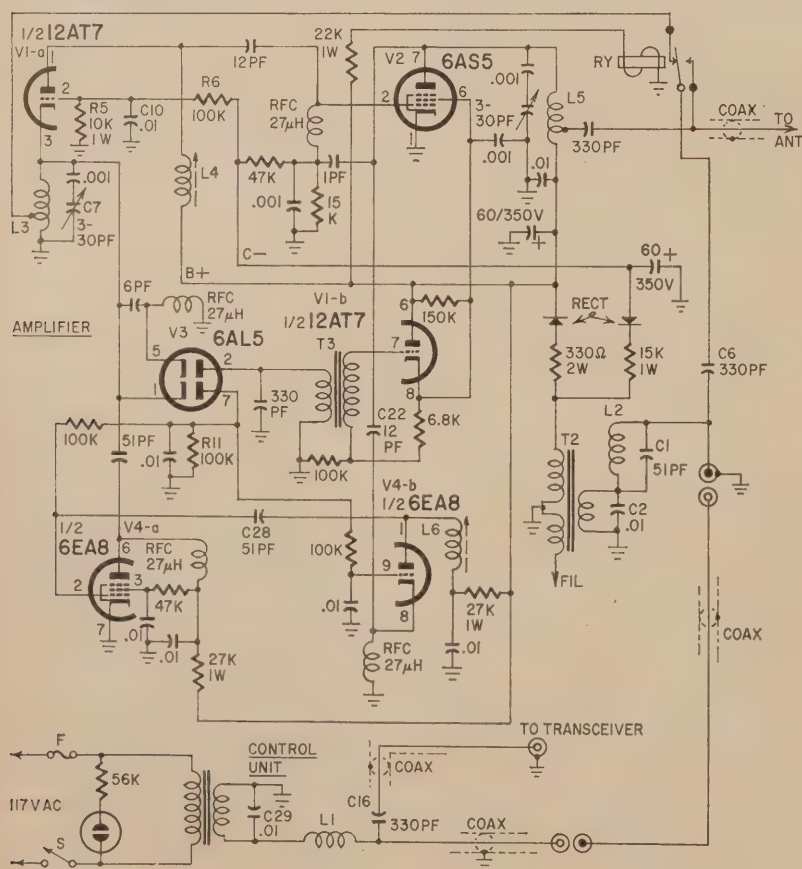 1/2 12AT7
V1-a
1
2
3
R5
10K
1W
C10
.01
R6
100K
12PF
22K
1W
RFC
27μH
V2 7
6AS5
2
6
1
.001
3-
30PF
L5
.001
.01
330PF
RY
COAX
TO
ANT
.001
C7
3-
30PF
L3
L4
47K
1PF
.001
15
K
60/350V
+
B+
C-
60 +
350V
6PF
RFC
27μH
AMPLIFIER
V3
6AL5
5
1
2
7
V1-b
1/2 12AT7
T3
6
7
8
150K
RECT
330Ω
2W
15K
1W
C6
330PF
330
PF
C22
12
PF
6.8K
L2
T2
C1
51PF
C2
.01
100K
51PF
.01
R11
100K
100K
V4-b
1/2 6EA8
1/2
6EA8
V4-a
6
2
3
7
RFC
27μH
47K
.01
.01
27K
1W
C28
51PF
100K
.01
1
9
8
L6
27K
1W
.01
RFC
27μH
FIL
COAX
F
56K
117VAC
S
CONTROL
UNIT
C29
.01
L1
C16
330PF
COAX
TO TRANSCEIVER
COAX